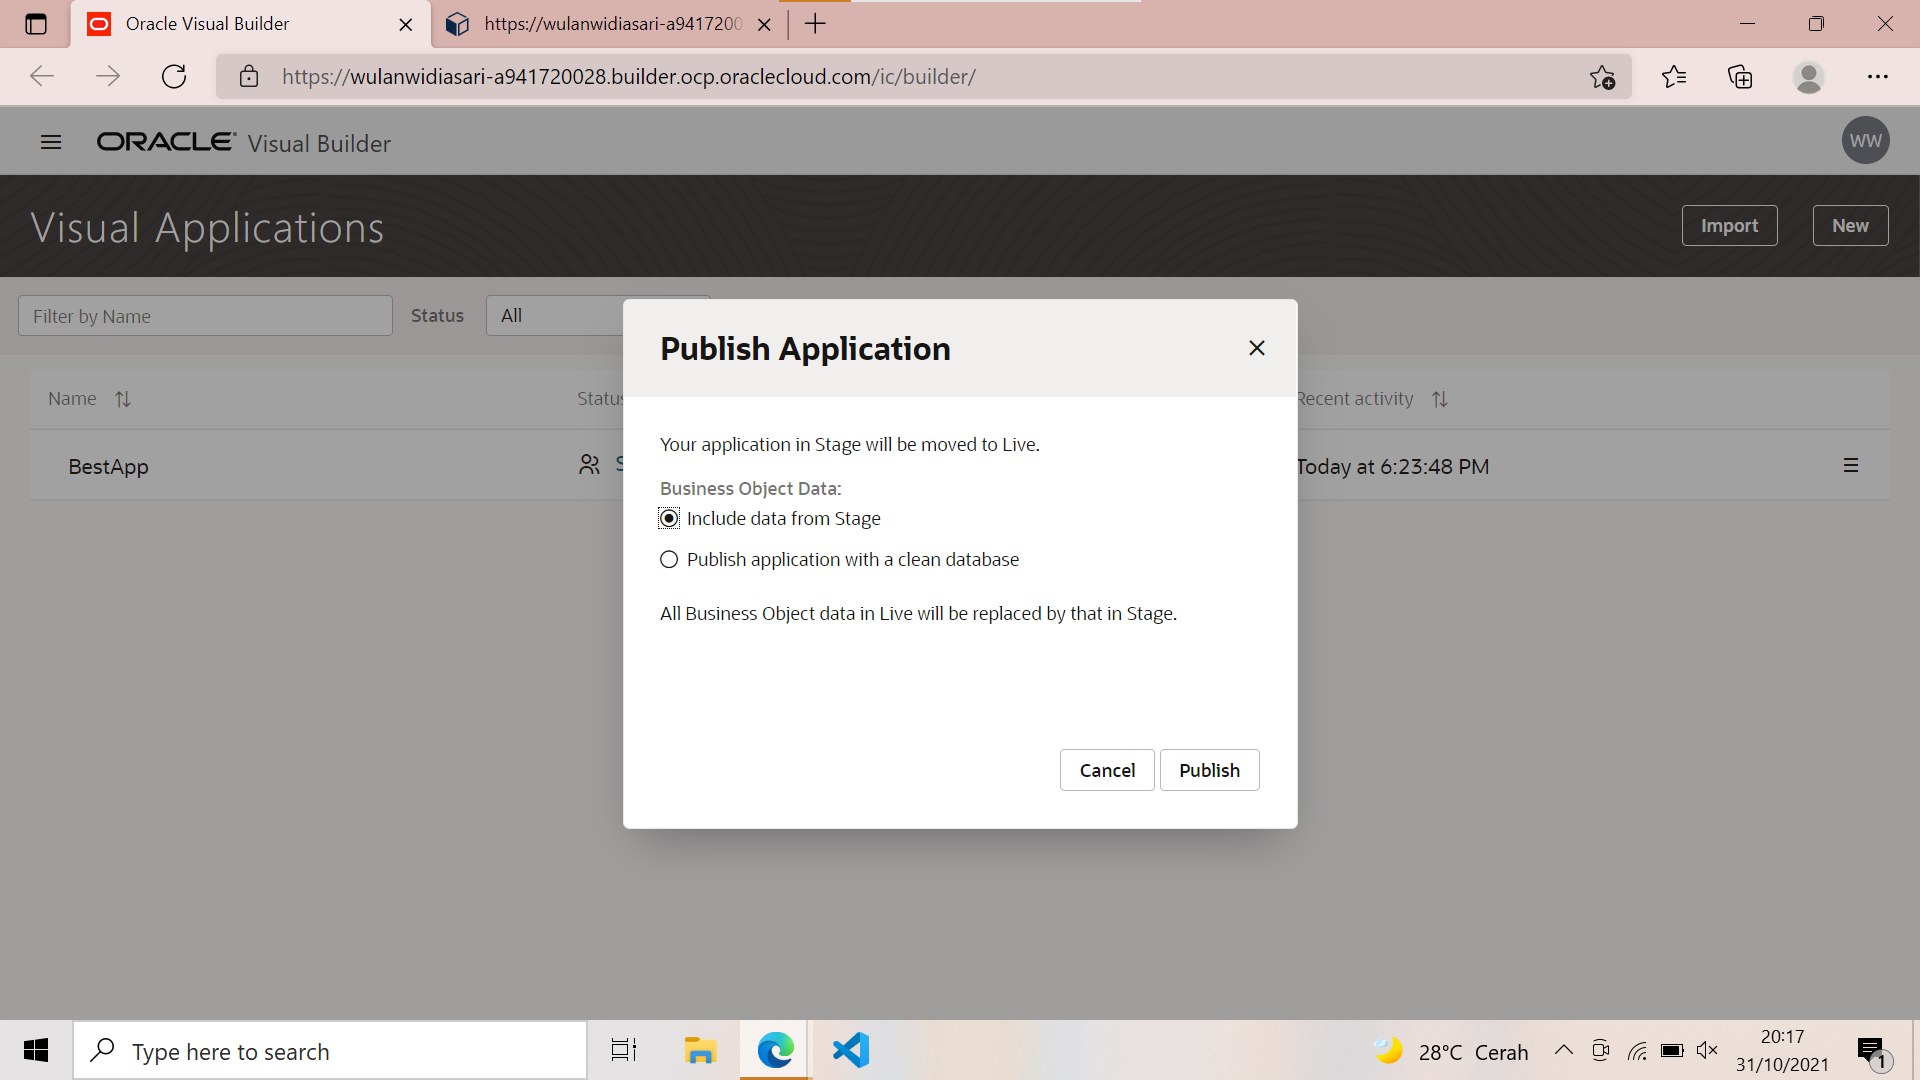 Oracle Visual Builder
https://wulanwidiasari-a9417200
https://wulanwidiasari-a941720028.builder.ocp.oraclecloud.com/ic/builder/
ORACLE Visual Builder
WW
Visual Applications
Import
New
Filter by Name
Status
All
Publish Application
Name
Status
Recent activity
Your application in Stage will be moved to Live.
BestApp
S
Today at 6:23:48 PM
Business Object Data:
Include data from Stage
Publish application with a clean database
All Business Object data in Live will be replaced by that in Stage.
Cancel
Publish
Type here to search
28°C Cerah
20:17
31/10/2021
1